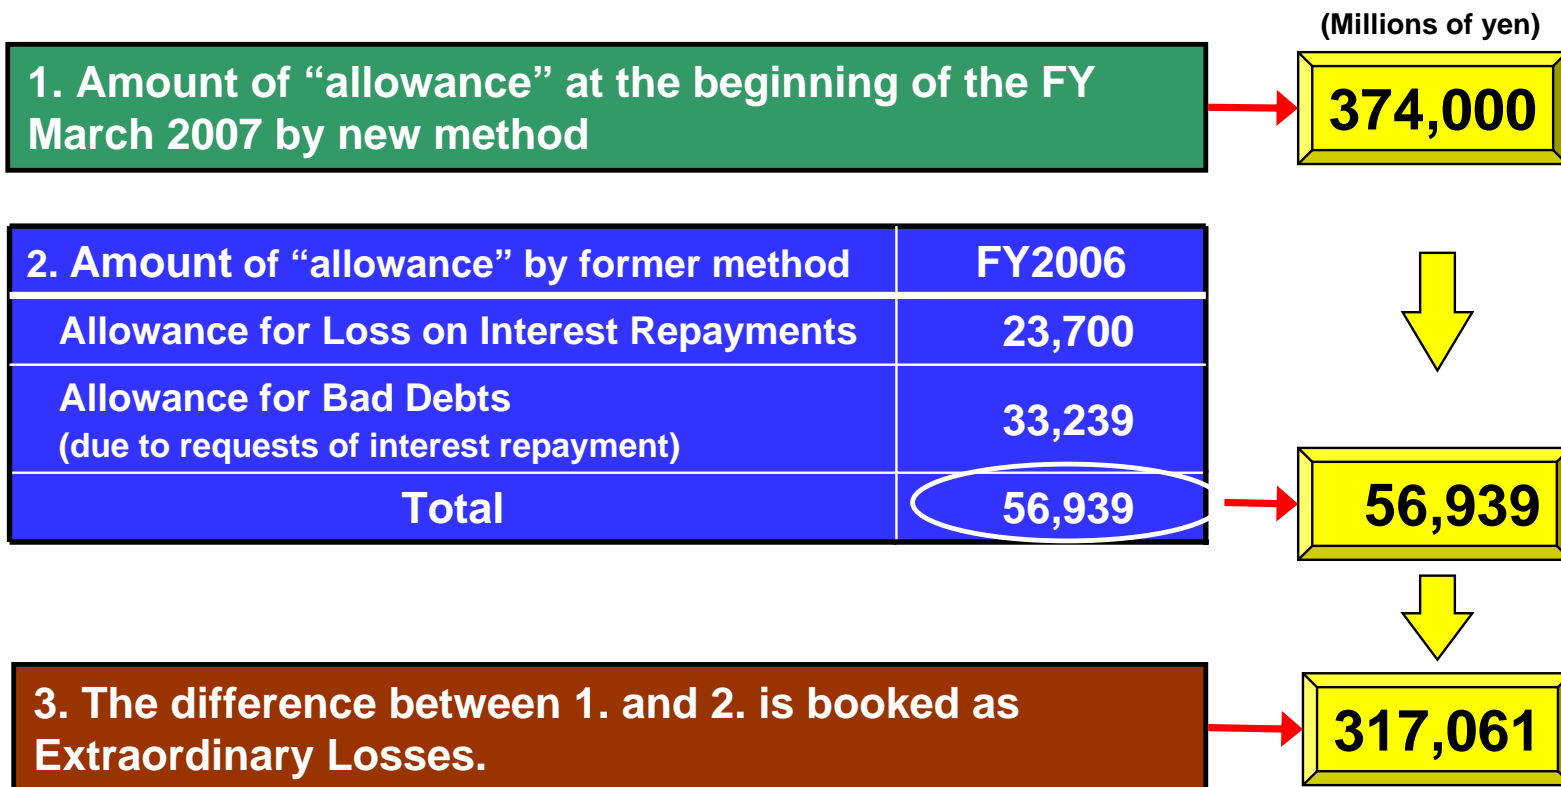 (Millions of yen)
1. Amount of “allowance” at the beginning of the FY
March 2007 by new method
374,000
2. Amount of “allowance” by former method FY2006
Allowance for Loss on Interest Repayments 23,700
Allowance for Bad Debts
(due to requests of interest repayment)
33,239
Total 56,939
56,939
3. The difference between 1. and 2. is booked as
Extraordinary Losses.
317,061